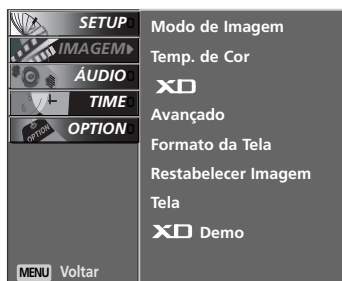 SETUP
IMAGEM
ÁUDIO
TIME
OPTION
OPTION
MENU Voltar
Modo de Imagem
Temp. de Cor
XD
Avançado
Formato da Tela
Restabelecer Imagem
Tela
XD Demo